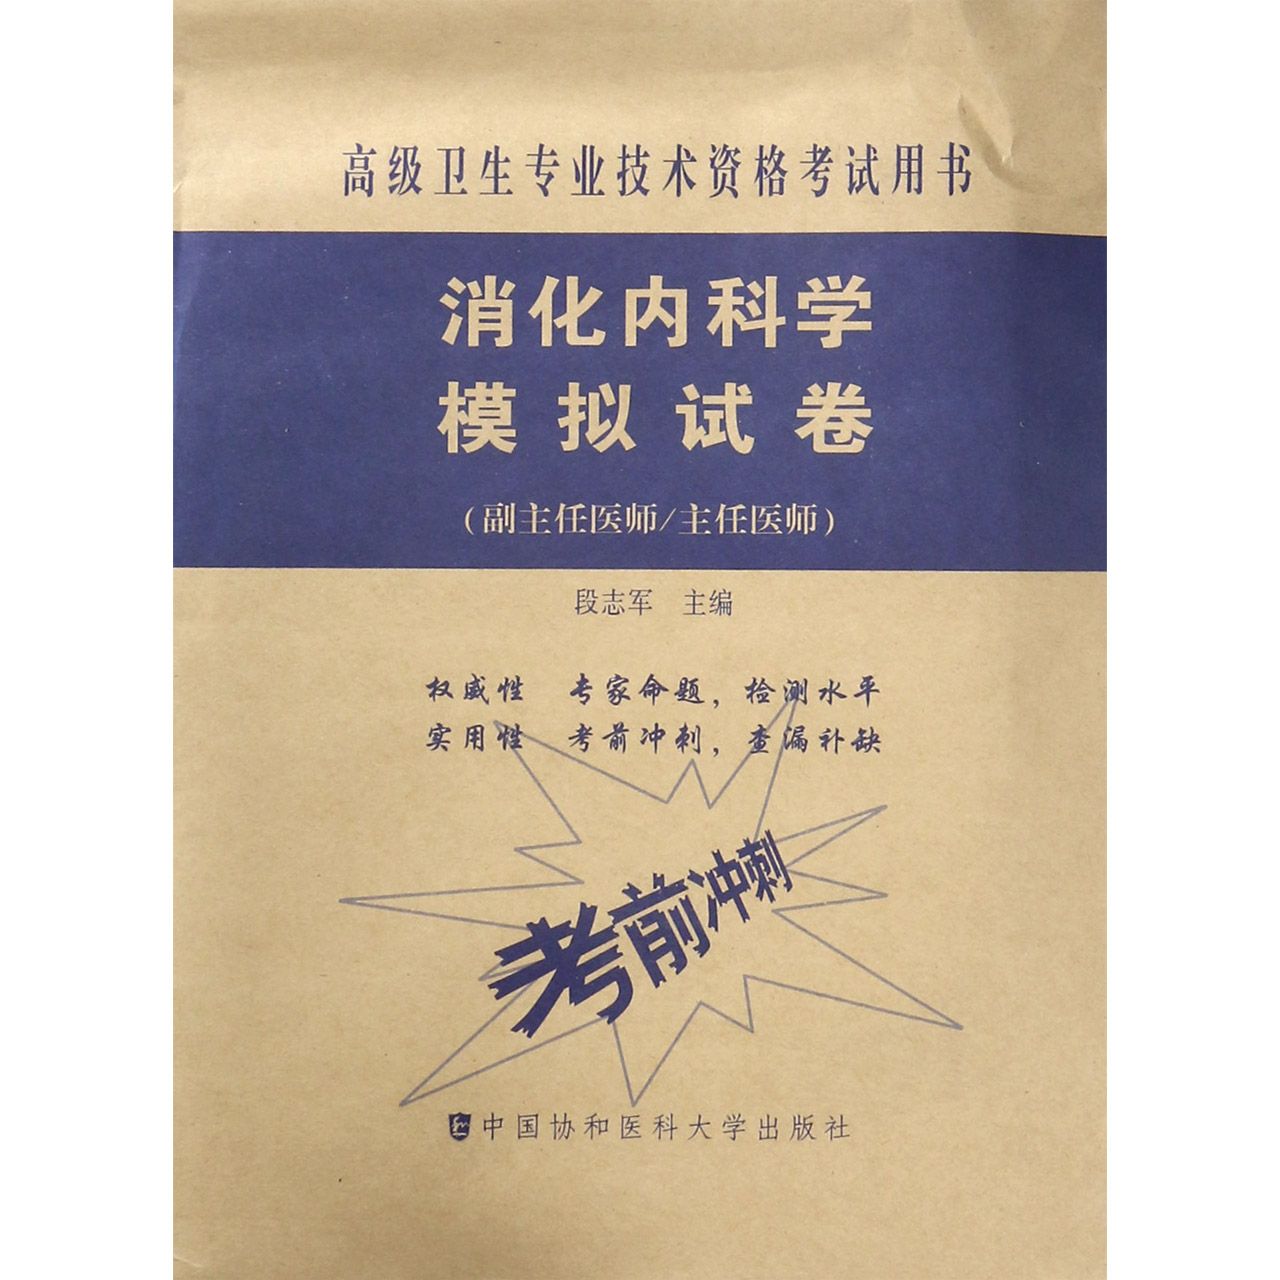 高级卫生专业技术资格考试用书
消化内科学
模拟试卷
(副主任医师/主任医师)
段志军 主编
权威性 专家命题，检测水平
实用性 考前冲刺，查漏补缺
考前冲刺
中国协和医科大学出版社